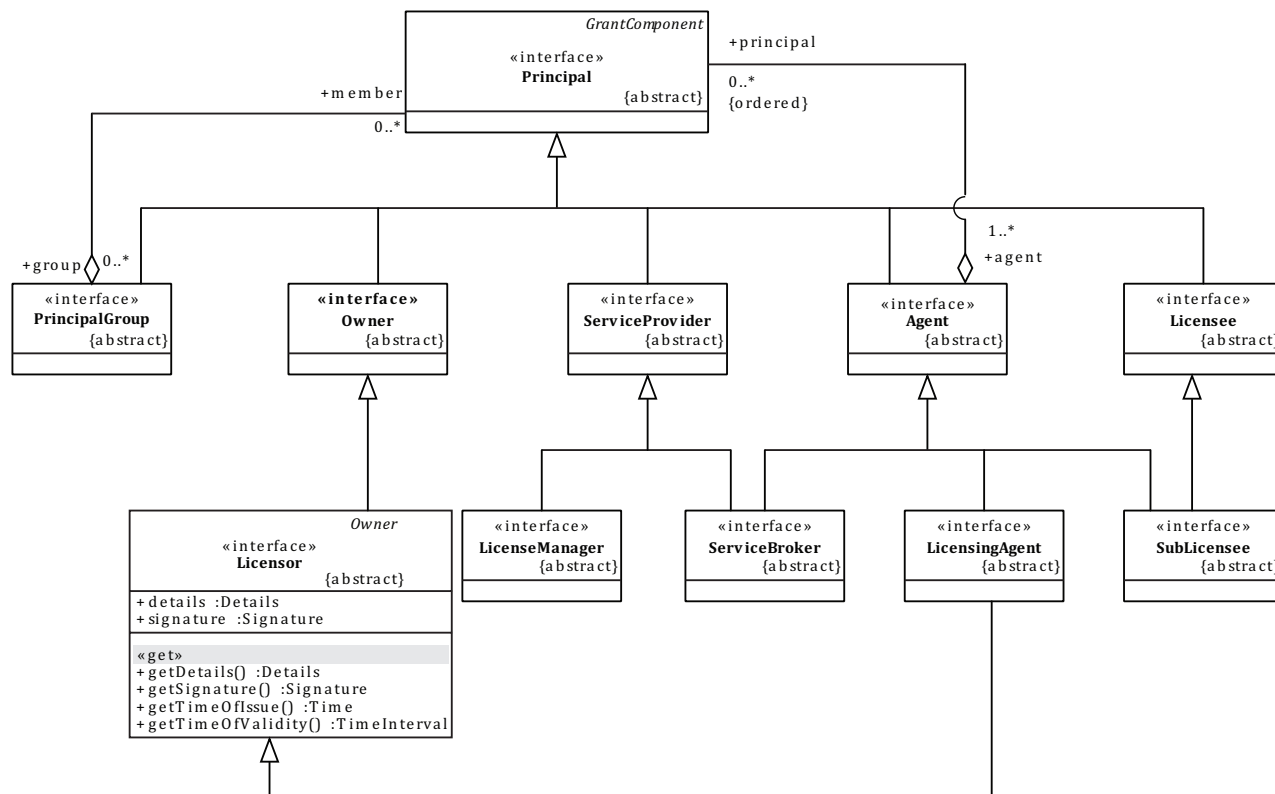 GrantComponent
«interface»
Principal
{abstract}
+principal
0..*
{ordered}
+member
0..*
+group
0..*
1..*
+agent
«interface»
PrincipalGroup
{abstract}
«interface»
Owner
{abstract}
«interface»
ServiceProvider
{abstract}
«interface»
Agent
{abstract}
«interface»
Licensee
{abstract}
Owner
«interface»
Licensor
{abstract}
+details :Details
+signature :Signature
«get»
+getDetails() :Details
+getSignature() :Signature
+getTimeOfIssue() :Time
+getTimeOfValidity() :TimeInterval
«interface»
LicenseManager
{abstract}
«interface»
ServiceBroker
{abstract}
«interface»
LicensingAgent
{abstract}
«interface»
SubLicensee
{abstract}